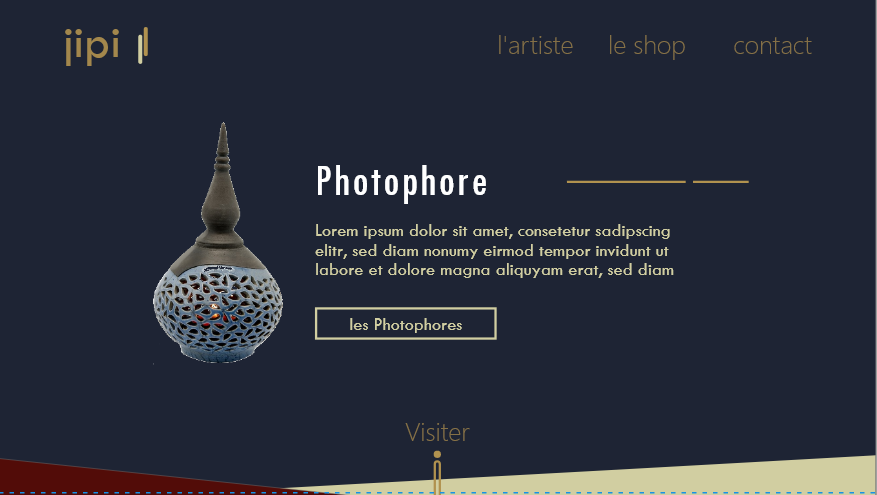 jipi
l'artiste le shop contact
Photophore
Lorem ipsum dolor sit amet, consetetur sadipscing
elitr, sed diam nonumy eirmod tempor invidunt ut
labore et dolore magna aliquyam erat, sed diam
les Photophores
Visiter